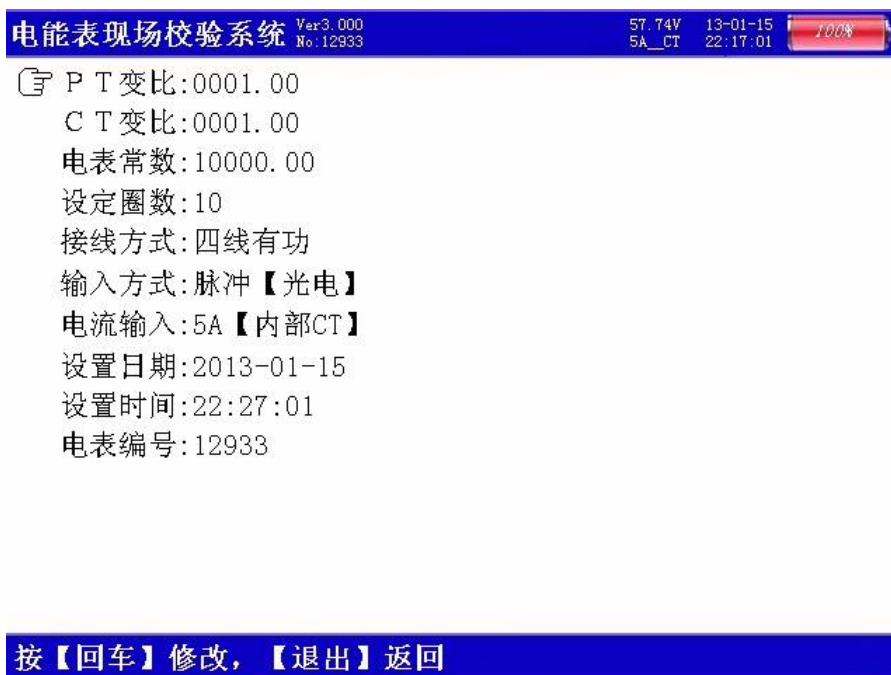 电能表现场校验系统 Ver3.000 No:12933 57.74V 5A__CT 13-01-15 22:17:01 100%
ＰＴ变比:0001.00
ＣＴ变比:0001.00
电表常数:10000.00
设定圈数:10
接线方式:四线有功
输入方式:脉冲【光电】
电流输入:5A【内部CT】
设置日期:2013-01-15
设置时间:22:27:01
电表编号:12933
按【回车】修改，【退出】返回